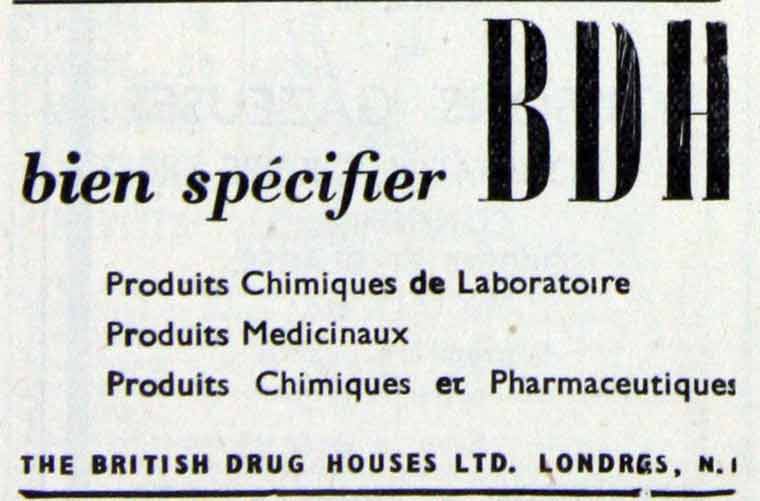 bien spécifier BDH
Produits Chimiques de Laboratoire
Produits Medicinaux
Produits Chimiques et Pharmaceutiques
THE BRITISH DRUG HOUSES LTD. LONDRES, N.1